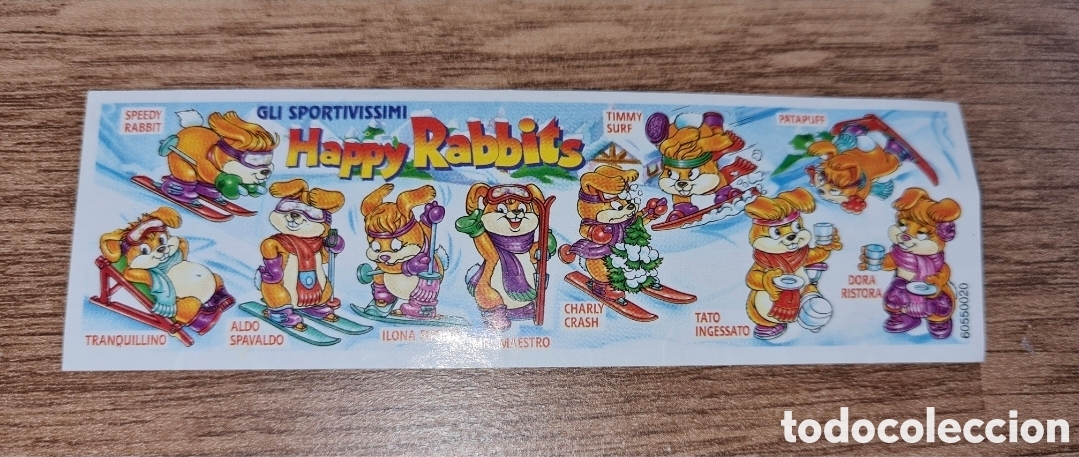 SPEEDY
RABBIT
GLI SPORTIVISSIMI
Happy Rabbits
TIMMY
SURF
PATAPUFF
TRANQUILLINO
ALDO
SPAVALDO
ILONA
MAESTRO
CHARLY
CRASH
TATO
INGESSATO
DORA
RISTORA
60550020
todocoleccion